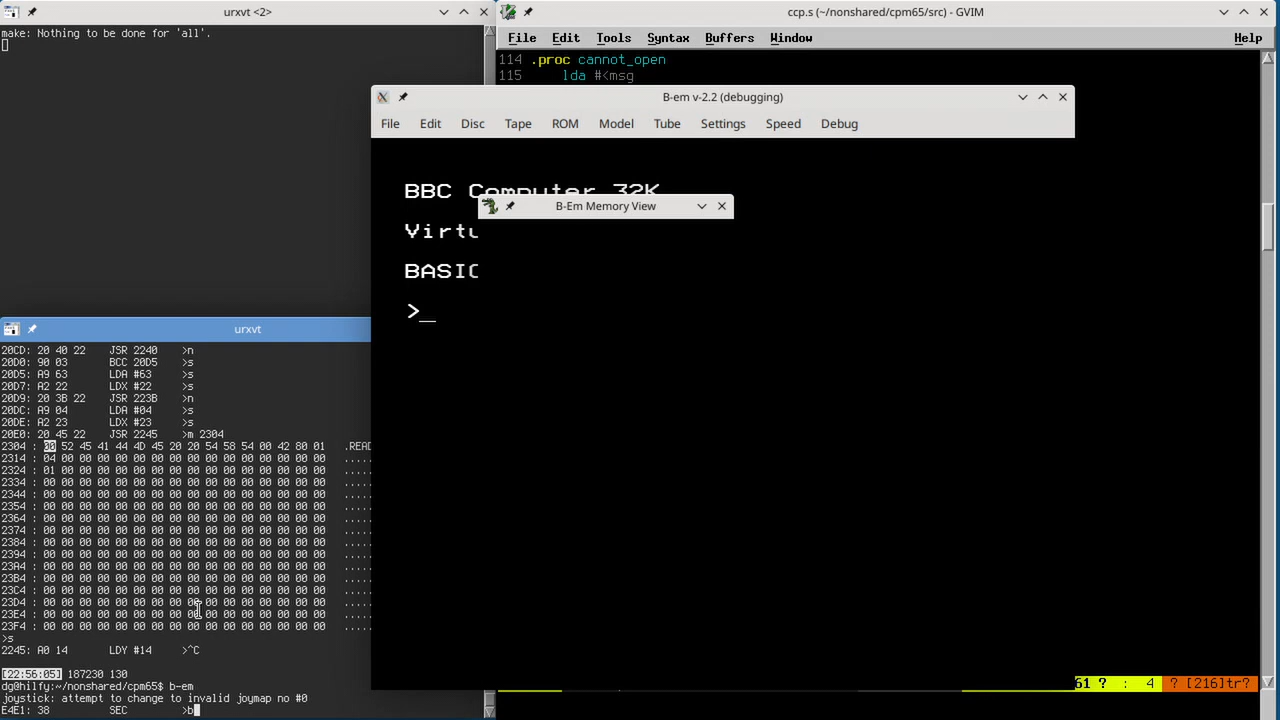 urxvt <2>
make: Nothing to be done for 'all'.
ccp.s (~/nonshared/cpm65/src) - GVIM
File Edit Tools Syntax Buffers Window Help
114 .proc cannot_open
115 lda #<msg
B-em v-2.2 (debugging)
File Edit Disc Tape ROM Model Tube Settings Speed Debug
BBC Computer 32K
B-Em Memory View
Virtu
BASIC
>_
urxvt
20CD: 20 40 22 JSR 2240 >n
20D0: 90 03 BCC 20D5 >s
20D5: A9 63 LDA #63 >s
20D7: A2 22 LDX #22 >s
20D9: 20 3B 22 JSR 223B >n
20DC: A9 04 LDA #04 >s
20DE: A2 23 LDX #23 >s
20E0: 20 45 22 JSR 2245 >m 2304
2304 : 00 52 45 41 44 4D 45 20 20 54 58 54 00 42 80 01 .READ
2314 : 04 00 00 00 00 00 00 00 00 00 00 00 00 00 00 00 .....
2324 : 01 00 00 00 00 00 00 00 00 00 00 00 00 00 00 00 .....
2334 : 00 00 00 00 00 00 00 00 00 00 00 00 00 00 00 00 .....
2344 : 00 00 00 00 00 00 00 00 00 00 00 00 00 00 00 00 .....
2354 : 00 00 00 00 00 00 00 00 00 00 00 00 00 00 00 00 .....
2364 : 00 00 00 00 00 00 00 00 00 00 00 00 00 00 00 00 .....
2374 : 00 00 00 00 00 00 00 00 00 00 00 00 00 00 00 00 .....
2384 : 00 00 00 00 00 00 00 00 00 00 00 00 00 00 00 00 .....
2394 : 00 00 00 00 00 00 00 00 00 00 00 00 00 00 00 00 .....
23A4 : 00 00 00 00 00 00 00 00 00 00 00 00 00 00 00 00 .....
23B4 : 00 00 00 00 00 00 00 00 00 00 00 00 00 00 00 00 .....
23C4 : 00 00 00 00 00 00 00 00 00 00 00 00 00 00 00 00 .....
23D4 : 00 00 00 00 00 00 00 00 00 00 00 00 00 00 00 00 .....
23E4 : 00 00 00 00 00 00 00 00 00 00 00 00 00 00 00 00 .....
23F4 : 00 00 00 00 00 00 00 00 00 00 00 00 00 00 00 00 .....
>s
2245: A0 14 LDY #14 >^C
[22:56:05] 187230 130
dg@hilfy:~/nonshared/cpm65$ b-em
joystick: attempt to change to invalid joymap no #0
E4E1: 38 SEC >b
61 ? : 4 ? [216]tr?